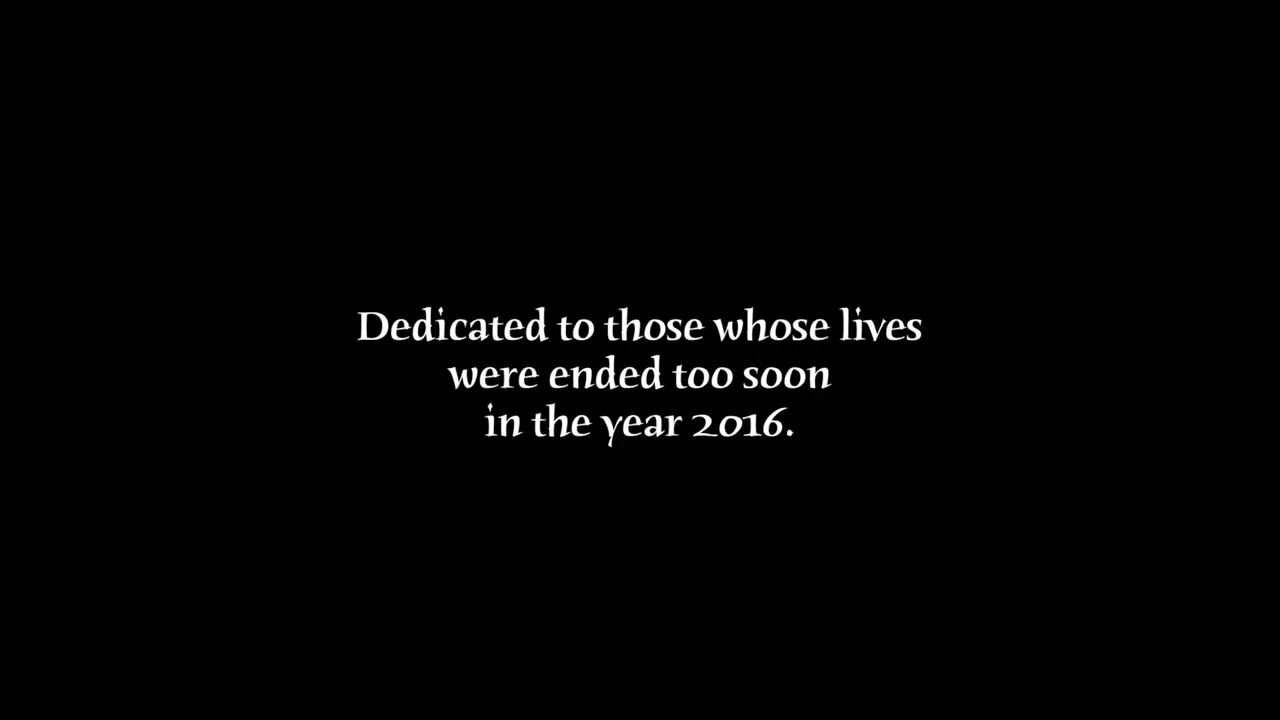 Dedicated to those whose lives
were ended too soon
in the year 2016.